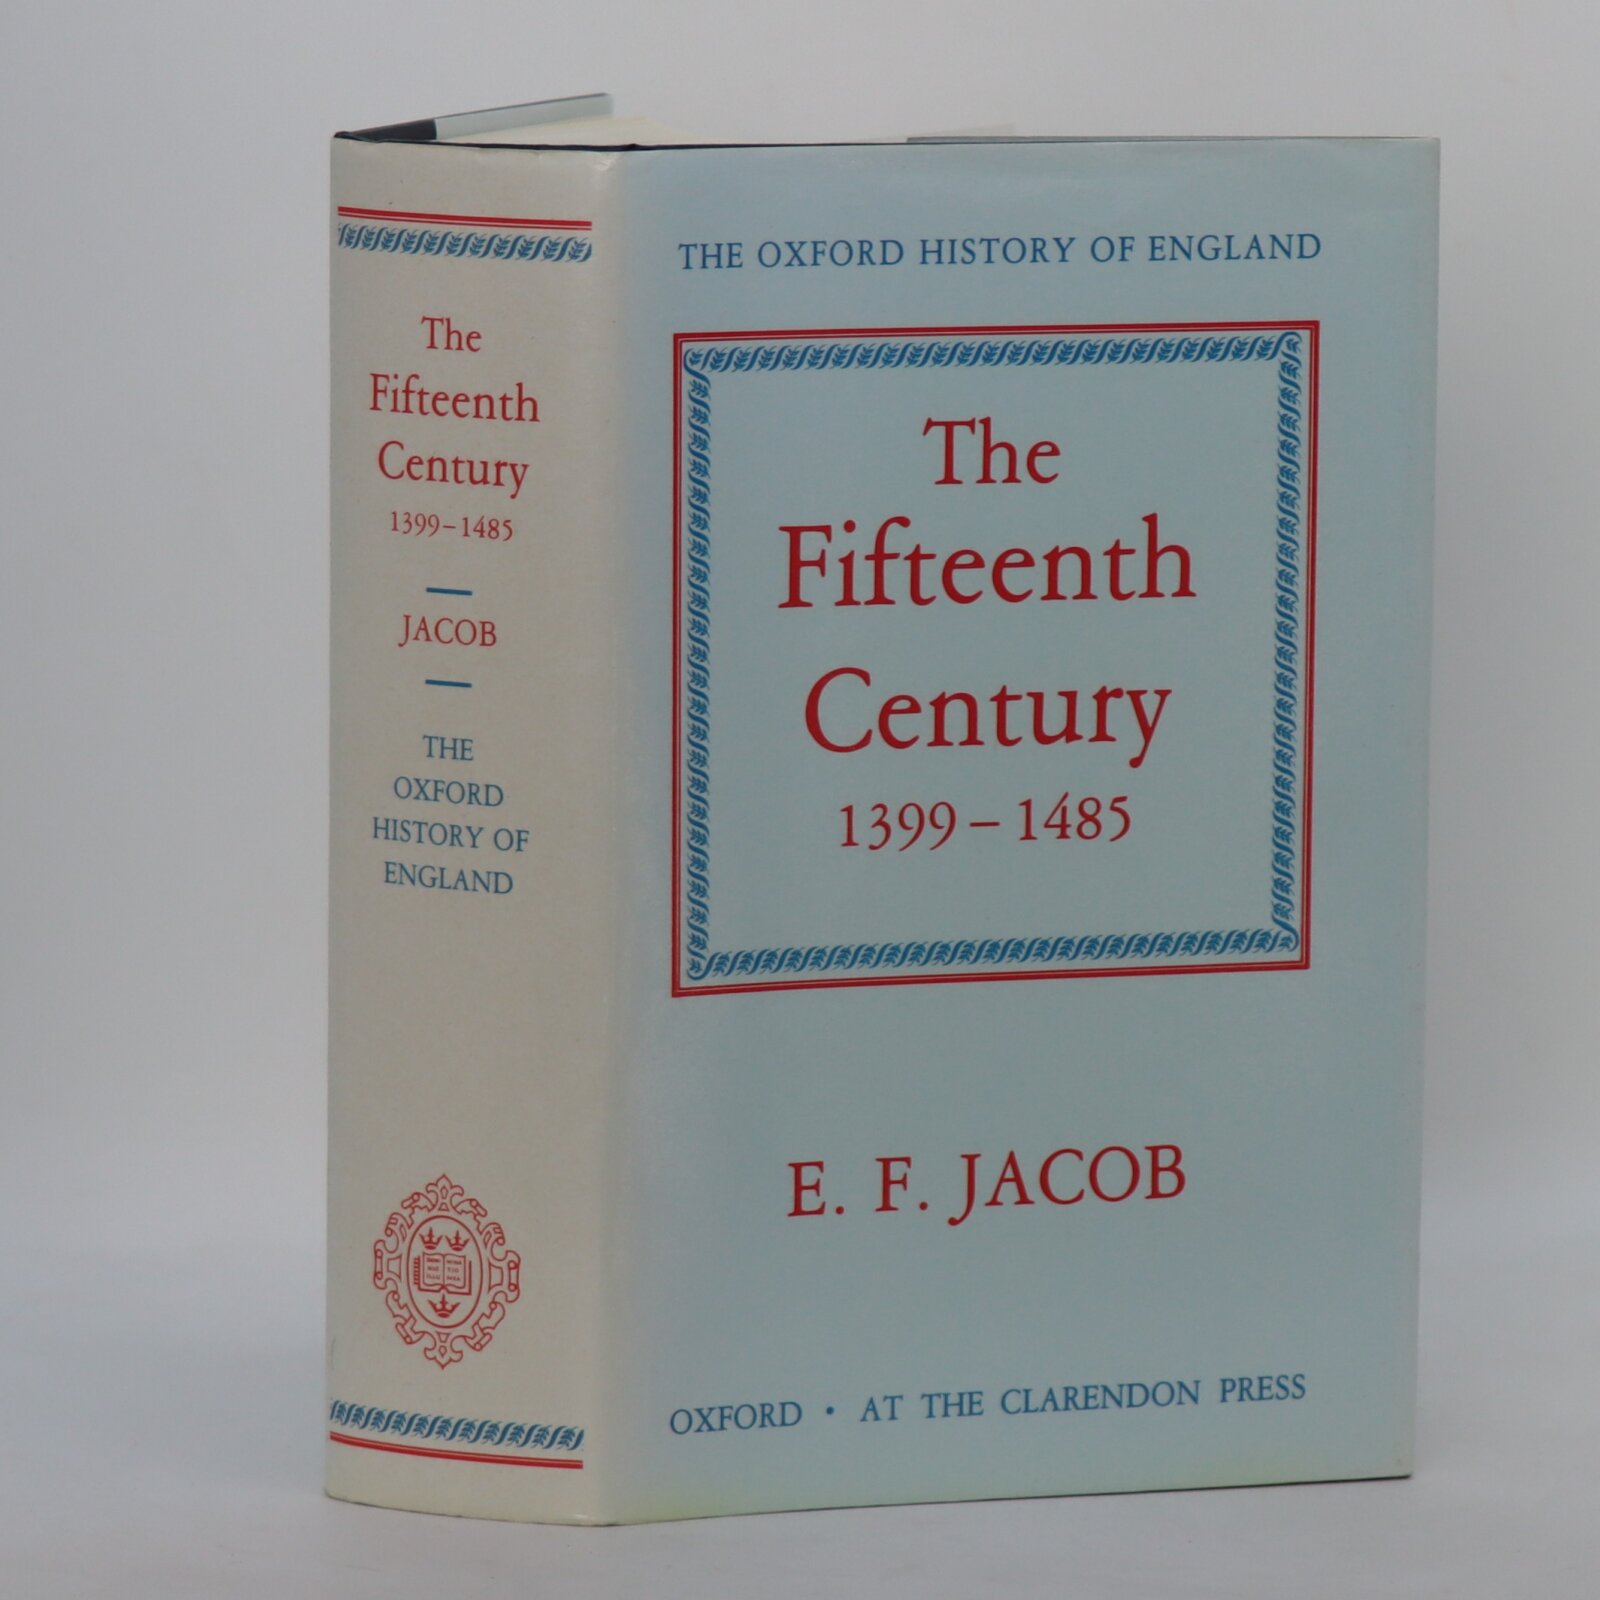 The
Fifteenth
Century
1399–1485
JACOB
THE
OXFORD
HISTORY OF
ENGLAND
THE OXFORD HISTORY OF ENGLAND
The
Fifteenth
Century
1399–1485
E. F. JACOB
OXFORD · AT THE CLARENDON PRESS